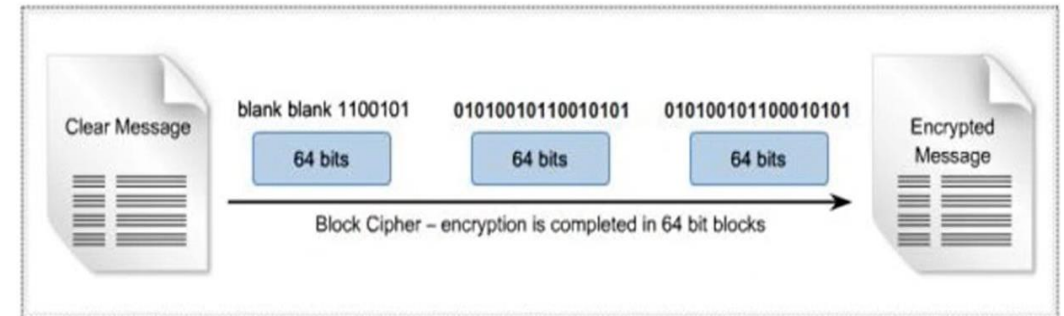 Clear Message
blank blank 1100101
01010010110010101
010100101100010101
64 bits
64 bits
64 bits
Block Cipher – encryption is completed in 64 bit blocks
Encrypted
Message